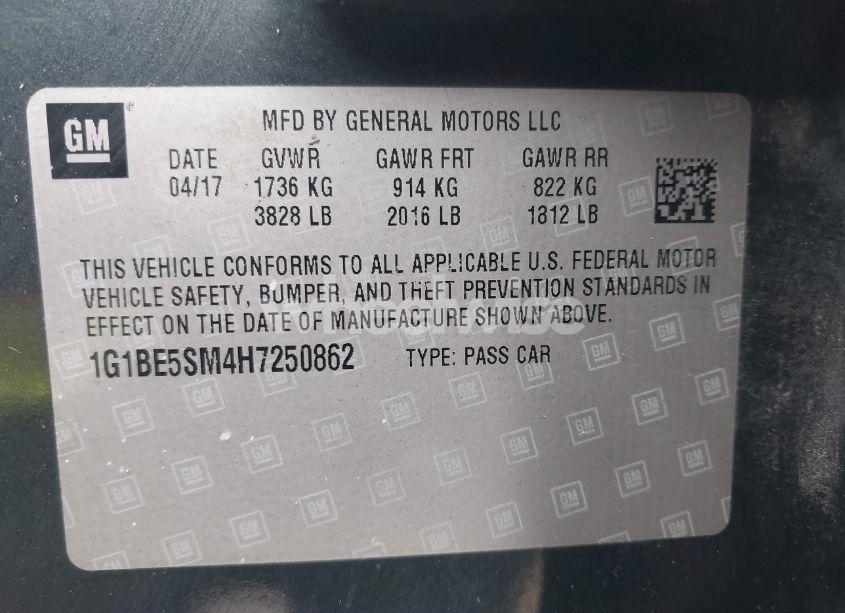 GM
MFD BY GENERAL MOTORS LLC
DATE GVWR GAWR FRT GAWR RR
04/17 1736 KG 914 KG 822 KG
3828 LB 2016 LB 1812 LB
THIS VEHICLE CONFORMS TO ALL APPLICABLE U.S. FEDERAL MOTOR
VEHICLE SAFETY, BUMPER, AND THEFT PREVENTION STANDARDS IN
EFFECT ON THE DATE OF MANUFACTURE SHOWN ABOVE.
1G1BE5SM4H7250862 TYPE: PASS CAR